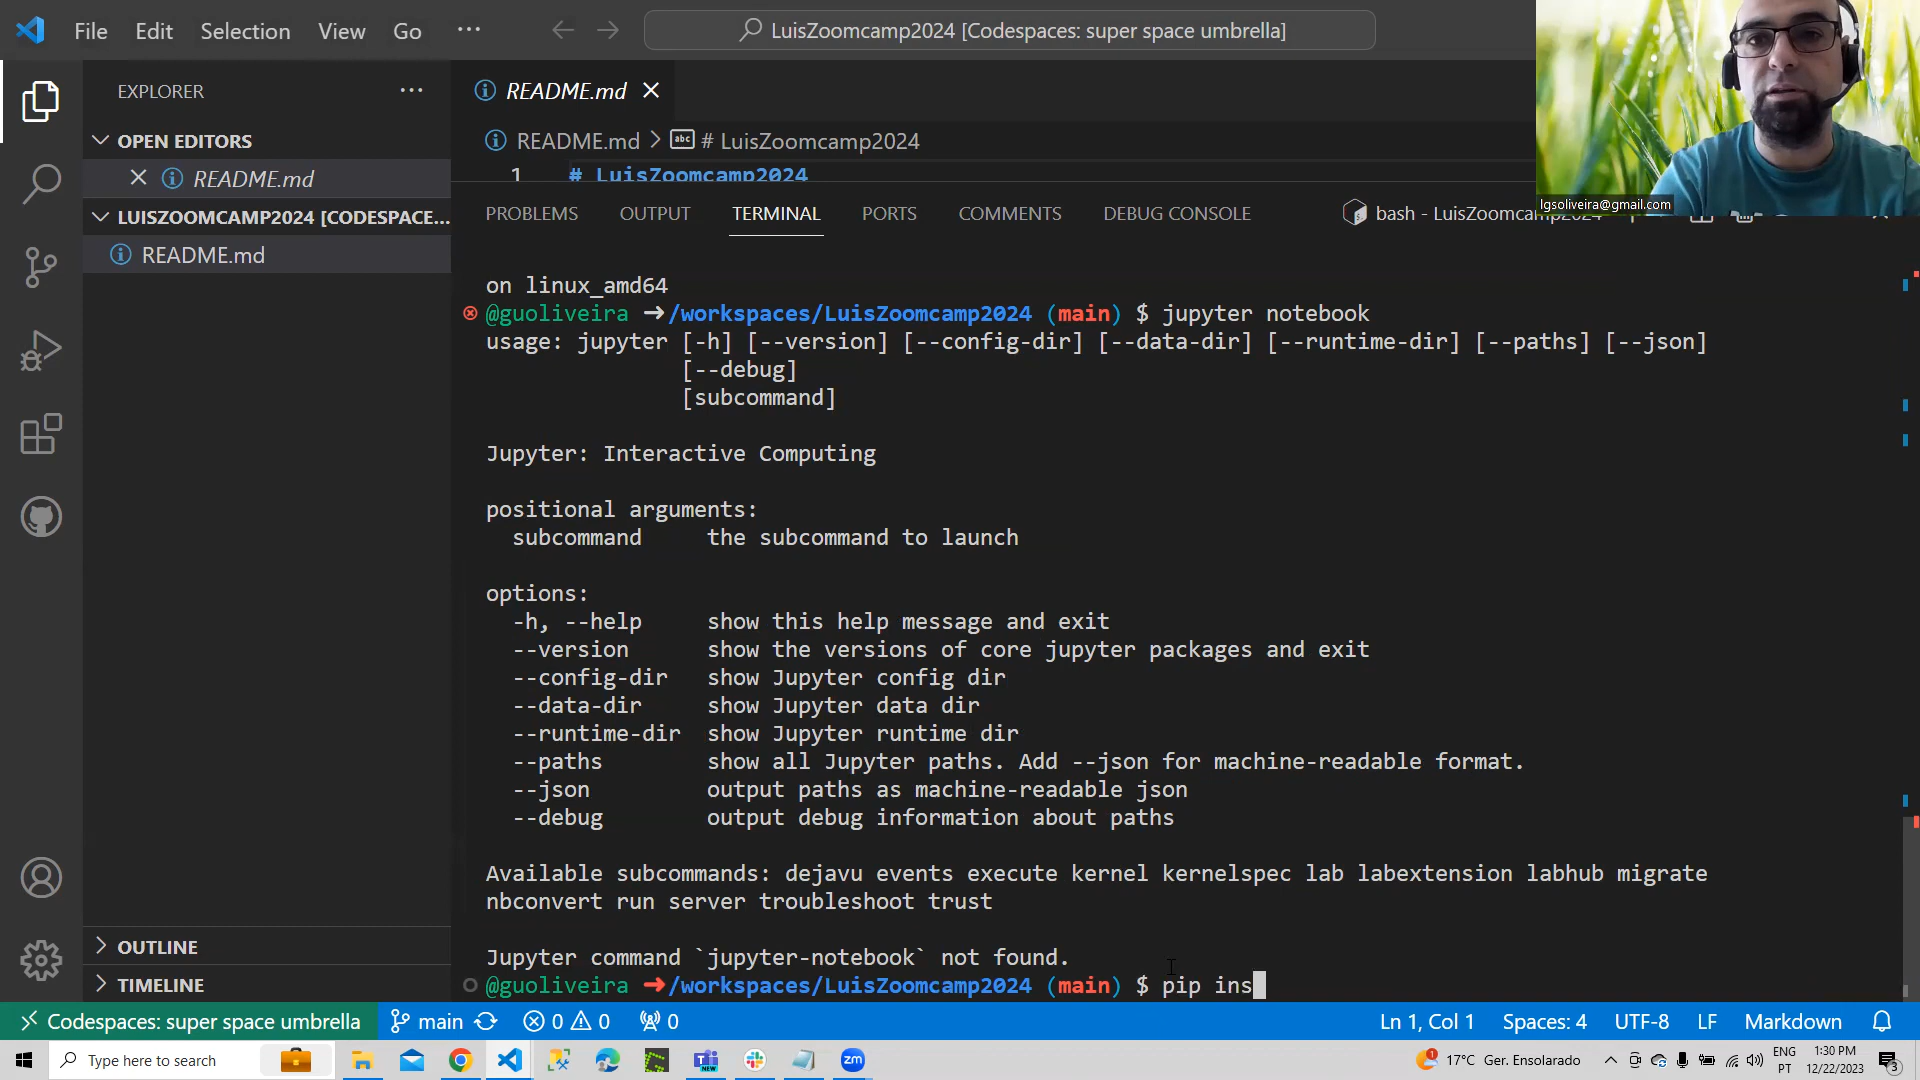 File Edit Selection View Go ··· LuisZoomcamp2024 [Codespaces: super space umbrella]
EXPLORER ···
README.md
OPEN EDITORS
README.md
LUISZOOMCAMP2024 [CODESPACE...
README.md
README.md > # LuisZoomcamp2024
1 # LuisZoomcamp2024
PROBLEMS OUTPUT TERMINAL PORTS COMMENTS DEBUG CONSOLE bash - LuisZoomcamp2024
lgsoliveira@gmail.com
on linux_amd64
@guoliveira ➜/workspaces/LuisZoomcamp2024 (main) $ jupyter notebook
usage: jupyter [-h] [--version] [--config-dir] [--data-dir] [--runtime-dir] [--paths] [--json]
[--debug]
[subcommand]
Jupyter: Interactive Computing
positional arguments:
subcommand the subcommand to launch
options:
-h, --help show this help message and exit
--version show the versions of core jupyter packages and exit
--config-dir show Jupyter config dir
--data-dir show Jupyter data dir
--runtime-dir show Jupyter runtime dir
--paths show all Jupyter paths. Add --json for machine-readable format.
--json output paths as machine-readable json
--debug output debug information about paths
Available subcommands: dejavu events execute kernel kernelspec lab labextension labhub migrate
nbconvert run server troubleshoot trust
Jupyter command `jupyter-notebook` not found.
@guoliveira ➜/workspaces/LuisZoomcamp2024 (main) $ pip ins
OUTLINE
TIMELINE
Codespaces: super space umbrella main 0 0 0 Ln 1, Col 1 Spaces: 4 UTF-8 LF Markdown
Type here to search 1 17°C Ger. Ensolarado ENG 1:30 PM
PT 12/22/2023 3